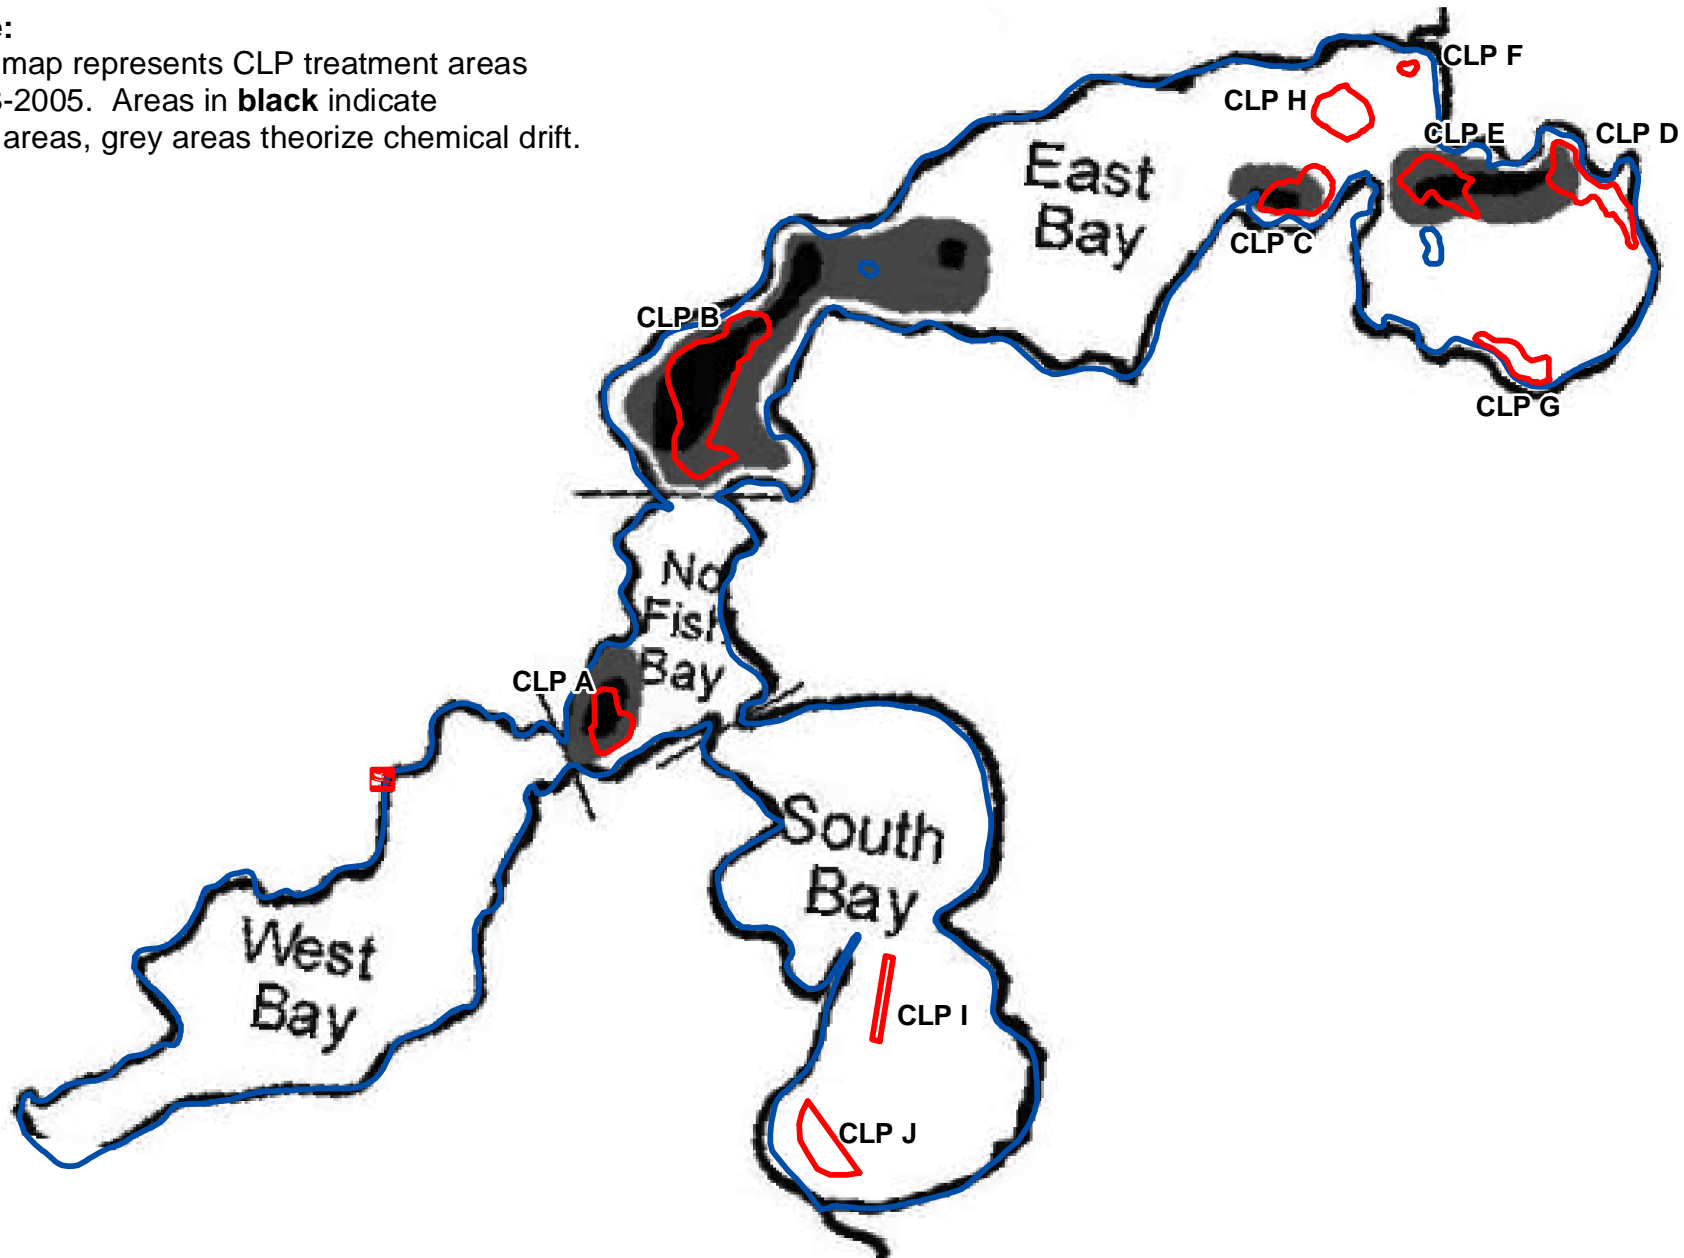 e:
map represents CLP treatment areas
3-2005. Areas in black indicate
areas, grey areas theorize chemical drift.
CLP F
CLP H
CLP E
CLP D
East
Bay
CLP C
CLP B
CLP G
No
Fish
Bay
CLP A
South
Bay
West
Bay
CLP I
CLP J